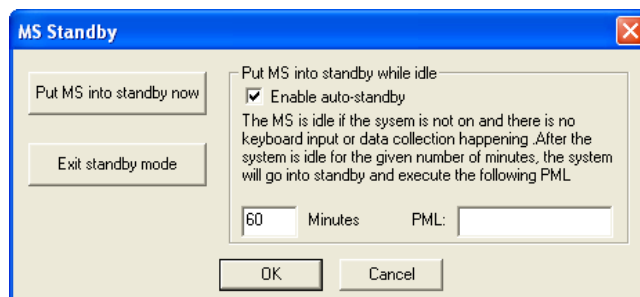 MS Standby
Put MS into standby now
Exit standby mode
Put MS into standby while idle
Enable auto-standby
The MS is idle if the sysem is not on and there is no
keyboard input or data collection happening .After the
system is idle for the given number of minutes, the system
will go into standby and execute the following PML
60 Minutes PML:
OK Cancel